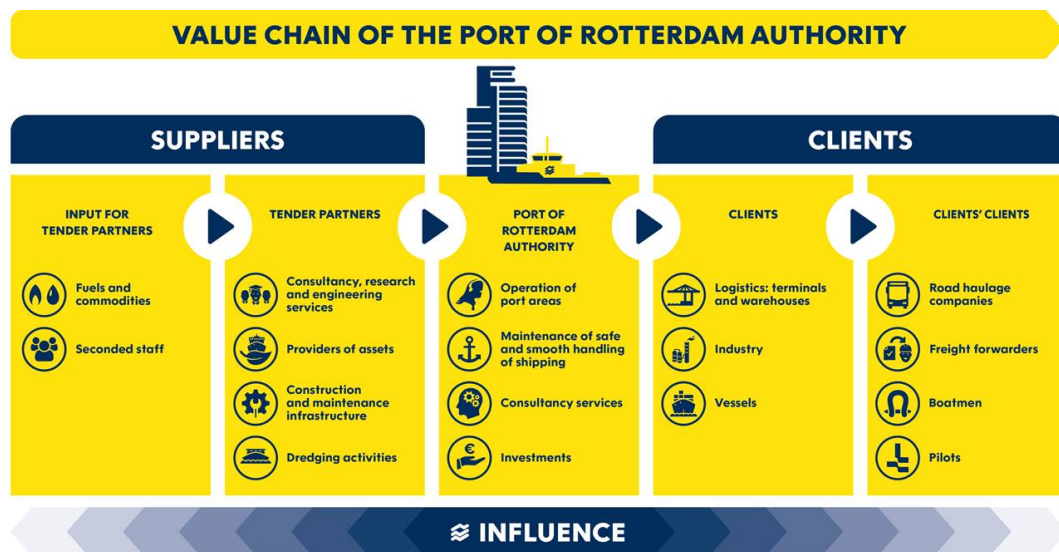 VALUE CHAIN OF THE PORT OF ROTTERDAM AUTHORITY
SUPPLIERS
CLIENTS
INPUT FOR
TENDER PARTNERS
Fuels and
commodities
Seconded staff
TENDER PARTNERS
Consultancy, research
and engineering
services
Providers of assets
Construction
and maintenance
infrastructure
Dredging activities
PORT OF
ROTTERDAM
AUTHORITY
Operation of
port areas
Maintenance of safe
and smooth handling
of shipping
Consultancy services
€
Investments
CLIENTS
Logistics: terminals
and warehouses
Industry
Vessels
CLIENTS’ CLIENTS
Road haulage
companies
Freight forwarders
Boatmen
Pilots
INFLUENCE